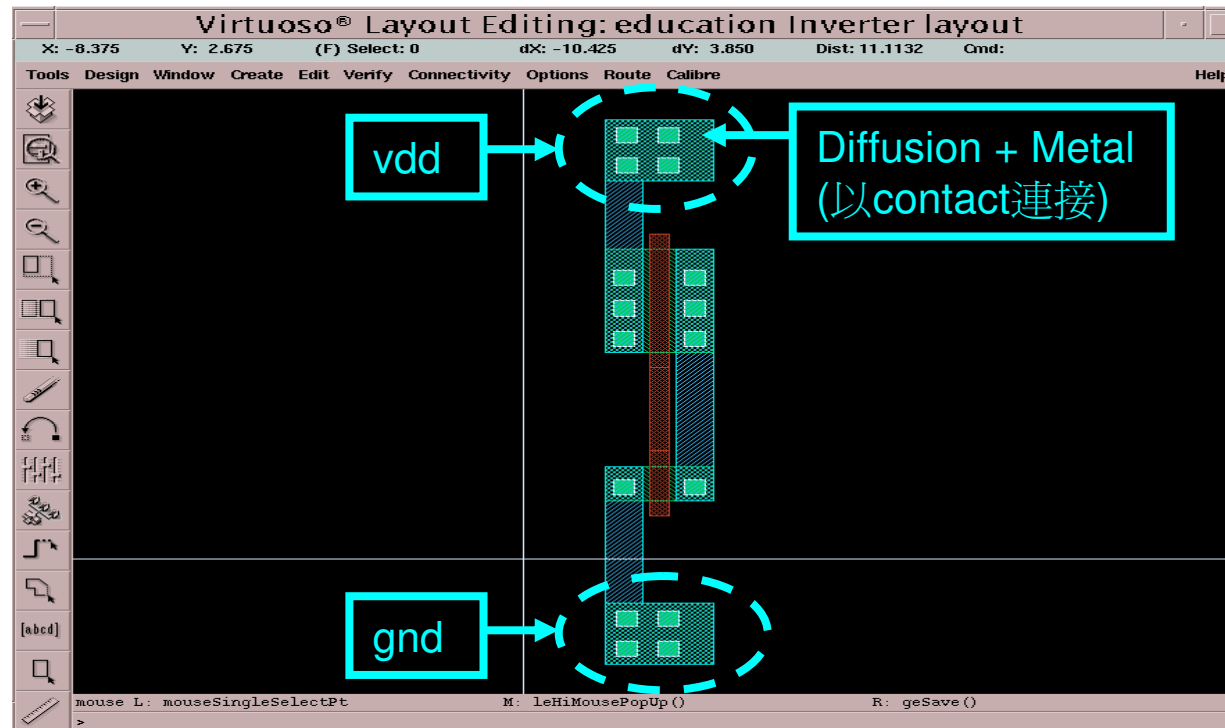 Virtuoso® Layout Editing: education Inverter layout
X: -8.375 Y: 2.675 (F) Select: 0 dX: -10.425 dY: 3.850 Dist: 11.1132 Cmd:
Tools Design Window Create Edit Verify Connectivity Options Route Calibre Help
vdd
Diffusion + Metal
(以contact連接)
gnd
[abcd]
mouse L: mouseSingleSelectPt M: leHiMousePopUp() R: geSave()
>